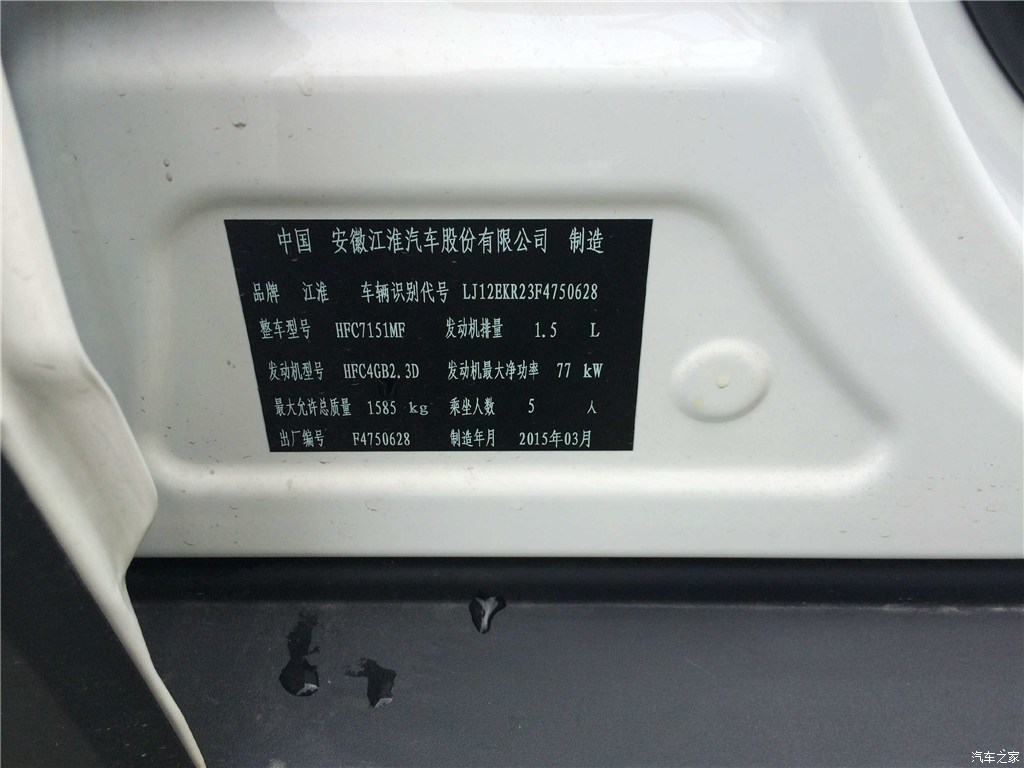 中国 安徽江淮汽车股份有限公司 制造
品牌 江淮 车辆识别代号 LJ12EKR23F4750628
整车型号 HFC7151MF 发动机排量 1.5 L
发动机型号 HFC4GB2.3D 发动机最大净功率 77 kW
最大允许总质量 1585 kg 乘坐人数 5 人
出厂编号 F4750628 制造年月 2015年03月
汽车之家